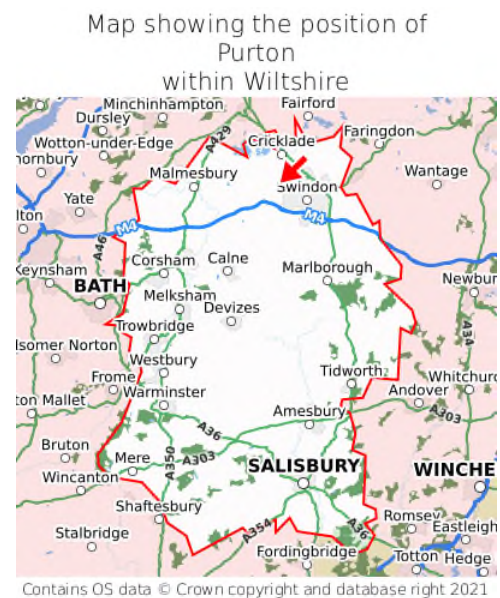 Map showing the position of
Purton
within Wiltshire
Minchinhampton
Fairford
Dursley
A429
Cricklade
Faringdon
Wotton-under-Edge
hornbury
Malmesbury
Swindon
Wantage
Yate
lton
M4
M4
A46
Keynsham
Corsham
Calne
Marlborough
Newbu
BATH
Melksham
Devizes
Trowbridge
A34
lsomer Norton
Westbury
Frome
Tidworth
Whitchurc
ton Mallet
Warminster
Andover
Amesbury
A303
A36
Bruton
Mere
A350
A303
SALISBURY
WINCHE
Wincanton
Shaftesbury
A354
A36
Romsey
Stalbridge
Eastleigh
Fordingbridge
Totton
Hedge
Contains OS data © Crown copyright and database right 2021